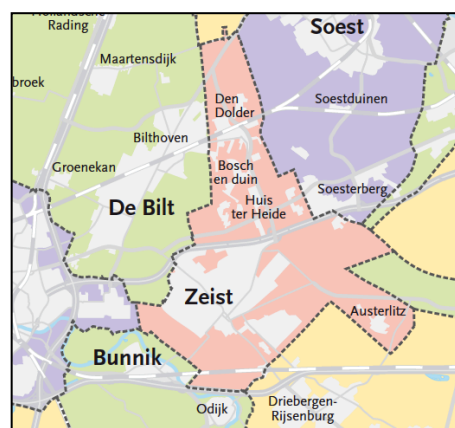 Rading
Soest
Maartensdijk
broek
Den
Dolder
Soestduinen
Bilthoven
Groenekan
Bosch
en duin
Soesterberg
Huis
ter Heide
De Bilt
Zeist
Austerlitz
Bunnik
Odijk
Driebergen-
Rijsenburg